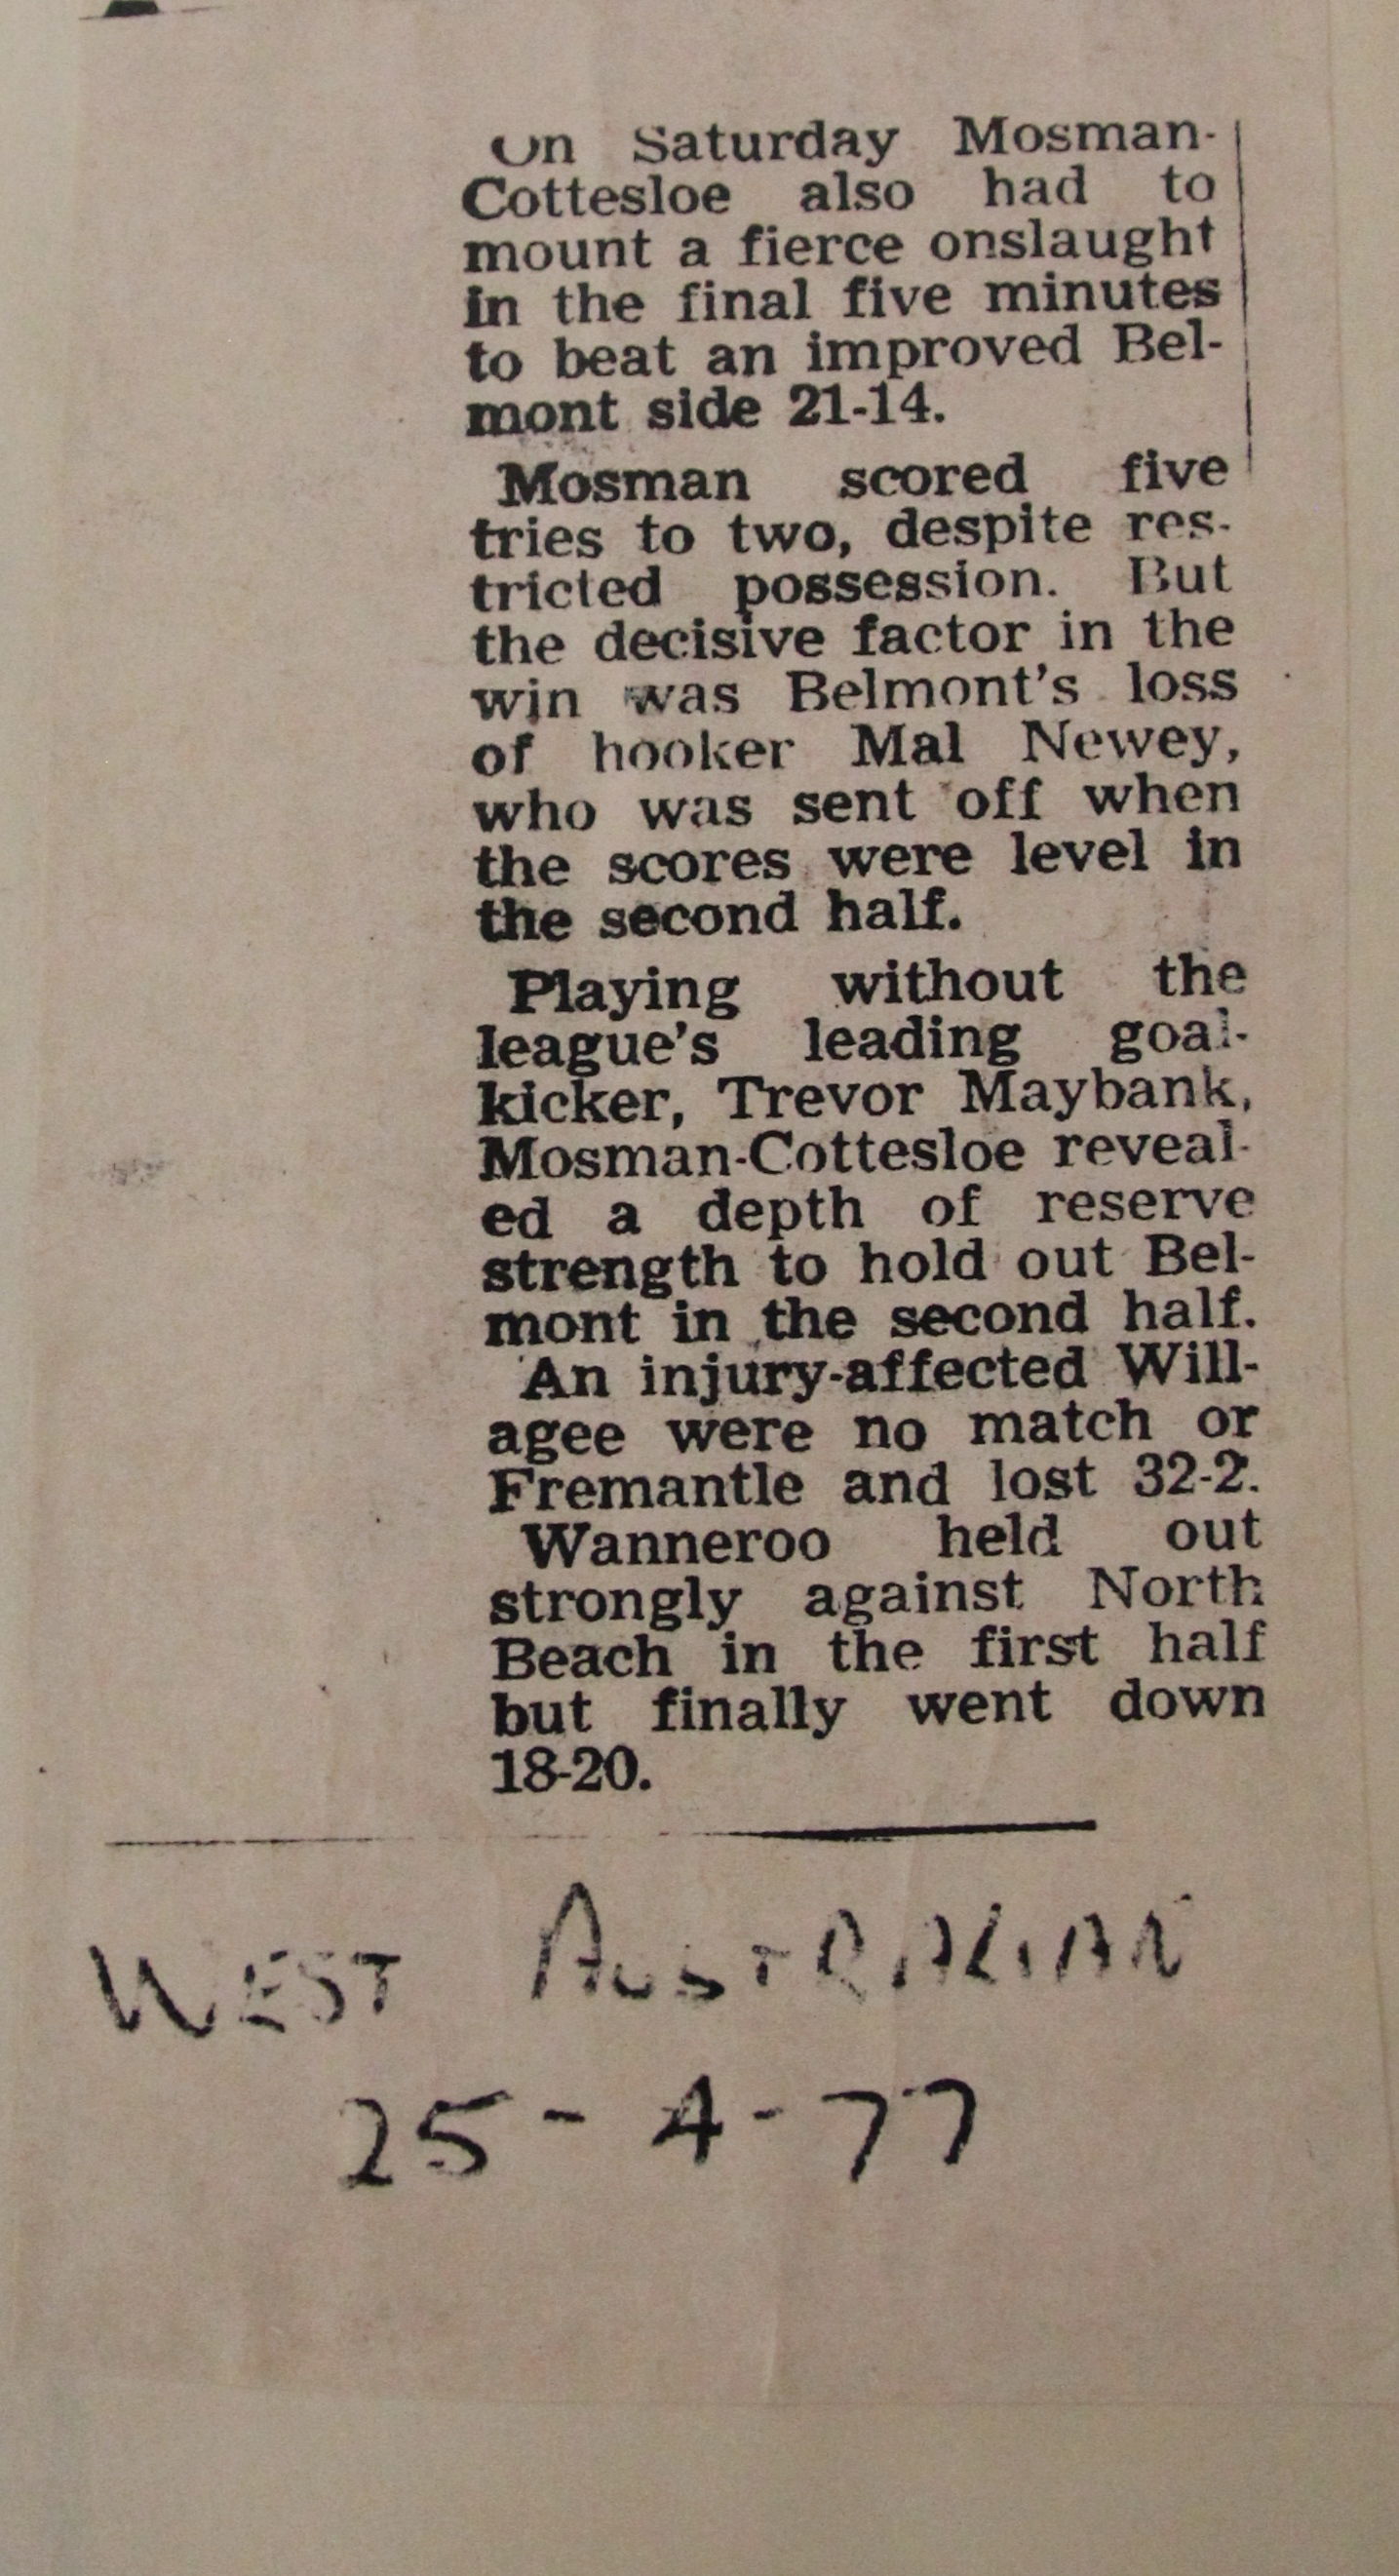 On Saturday Mosman-
Cottesloe also had to
mount a fierce onslaught
in the final five minutes
to beat an improved Bel-
mont side 21-14.
Mosman scored five
tries to two, despite res-
tricted possession. But
the decisive factor in the
win was Belmont's loss
of hooker Mal Newey,
who was sent off when
the scores were level in
the second half.
Playing without the
league's leading goal-
kicker, Trevor Maybank,
Mosman-Cottesloe reveal-
ed a depth of reserve
strength to hold out Bel-
mont in the second half.
An injury-affected Will-
agee were no match or
Fremantle and lost 32-2.
Wanneroo held out
strongly against North
Beach in the first half
but finally went down
18-20.
WEST AUSTRALIAN
25-4-77